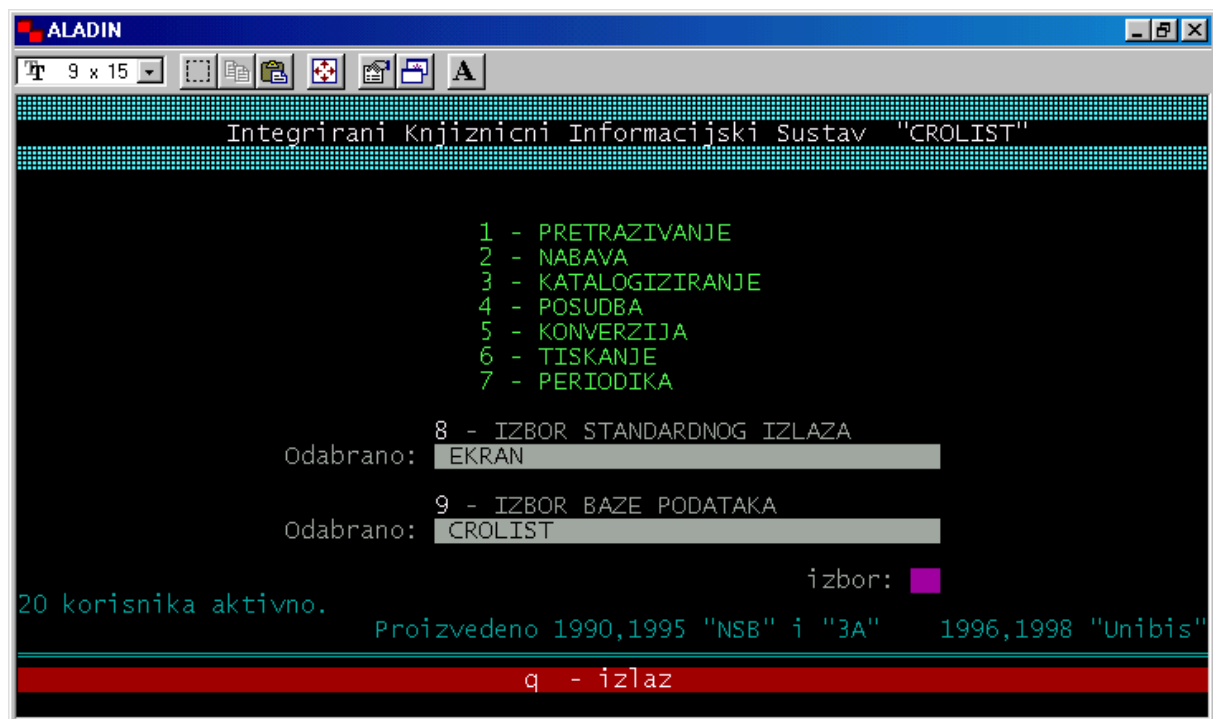 ALADIN
9 x 15
A
Integrirani Knjiznicni Informacijski Sustav "CROLIST"
1 - PRETRAZIVANJE
2 - NABAVA
3 - KATALOGIZIRANJE
4 - POSUDBA
5 - KONVERZIJA
6 - TISKANJE
7 - PERIODIKA
8 - IZBOR STANDARDNOG IZLAZA
Odabrano: EKRAN
9 - IZBOR BAZE PODATAKA
Odabrano: CROLIST
izbor:
20 korisnika aktivno.
Proizvedeno 1990,1995 "NSB" i "3A" 1996,1998 "Unibis"
q - izlaz